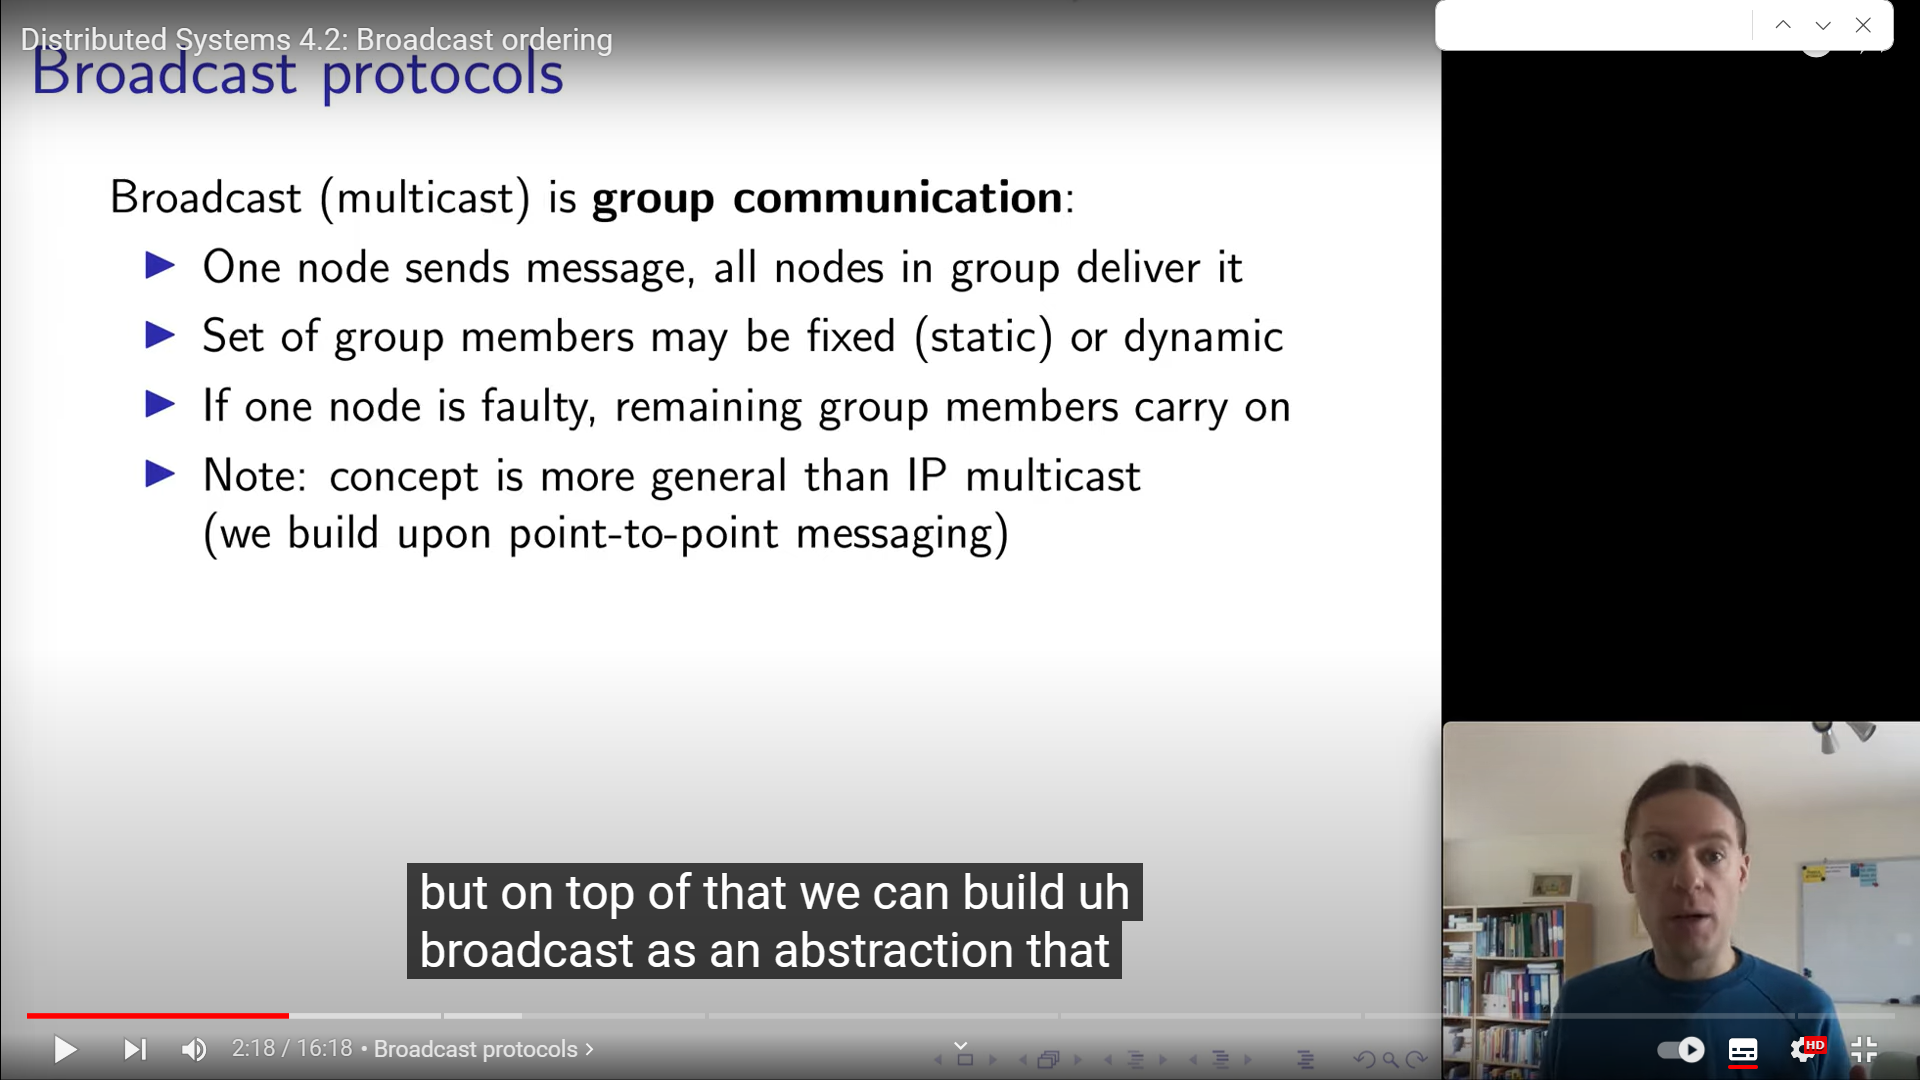 Distributed Systems 4.2: Broadcast ordering
Broadcast protocols
Broadcast (multicast) is group communication:
One node sends message, all nodes in group deliver it
Set of group members may be fixed (static) or dynamic
If one node is faulty, remaining group members carry on
Note: concept is more general than IP multicast
(we build upon point-to-point messaging)
but on top of that we can build uh
broadcast as an abstraction that
2:18 / 16:18 • Broadcast protocols
HD